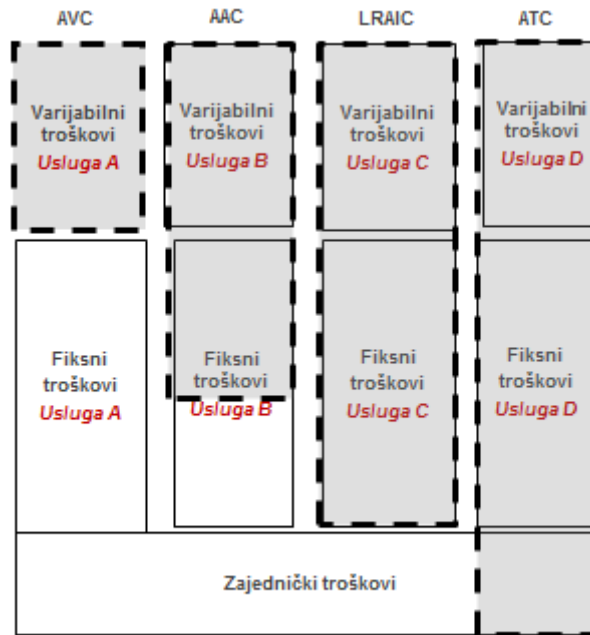 AVC AAC LRAIC ATC
Varijabilni troškovi Usluga A
Varijabilni troškovi Usluga B
Varijabilni troškovi Usluga C
Varijabilni troškovi Usluga D
Fiksni troškovi Usluga A
Fiksni troškovi Usluga B
Fiksni troškovi Usluga C
Fiksni troškovi Usluga D
Zajednički troškovi